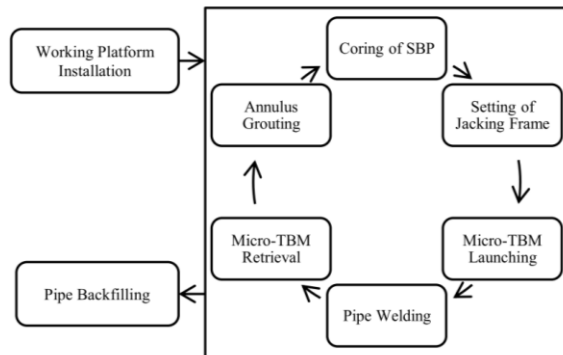 Working Platform
Installation
Coring of SBP
Annulus
Grouting
Setting of
Jacking Frame
Micro-TBM
Retrieval
Micro-TBM
Launching
Pipe Backfilling
Pipe Welding